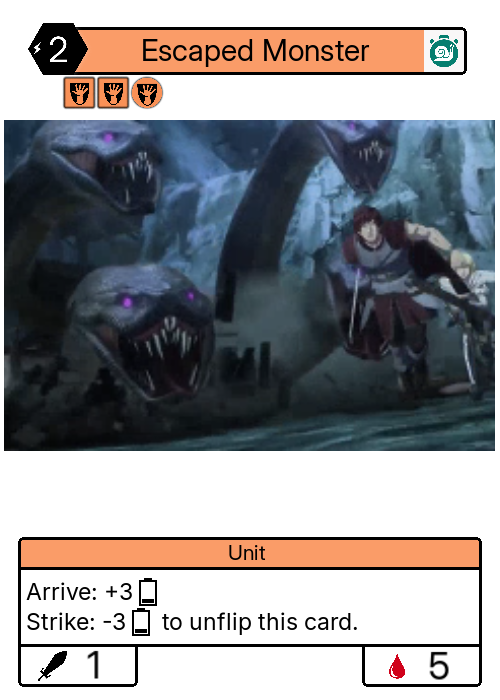 2
Escaped Monster
Unit
Arrive: +3
Strike: -3 to unflip this card.
1
5